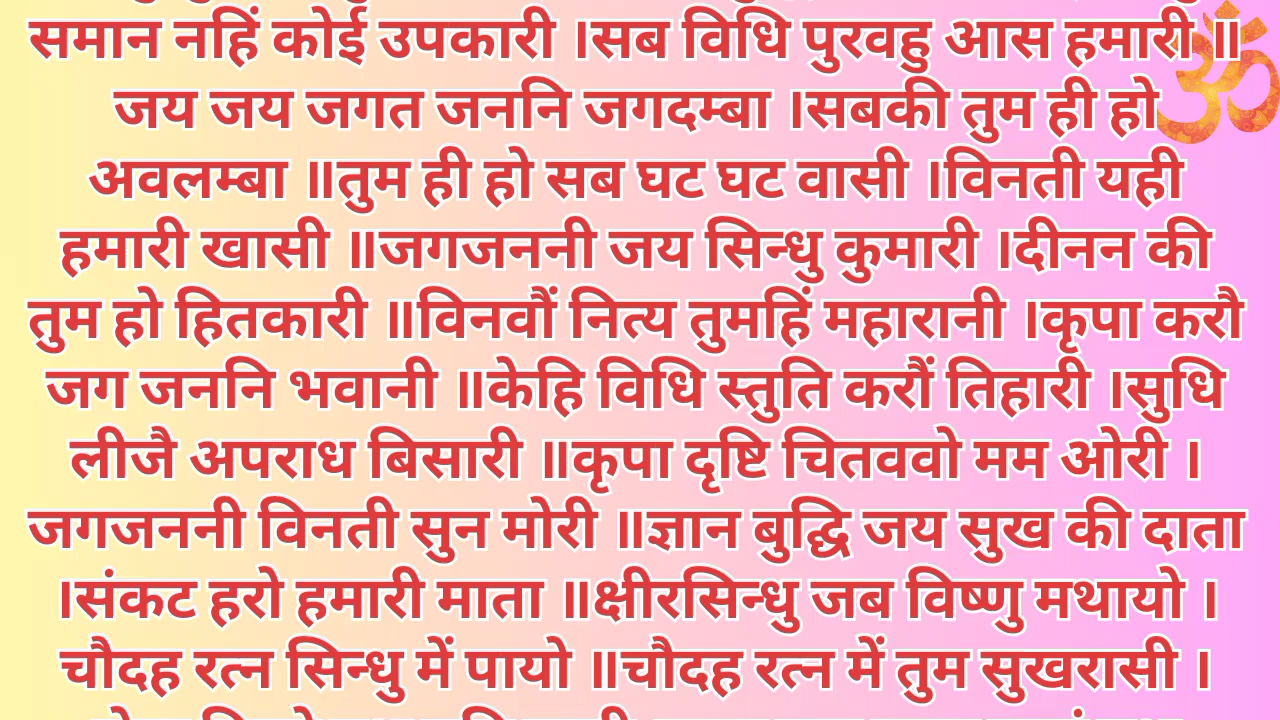 समान नहिं कोई उपकारी ।सब विधि पुरवहु आस हमारी ॥
जय जय जगत जननि जगदम्बा ।सबकी तुम ही हो
अवलम्बा ॥तुम ही हो सब घट घट वासी ।विनती यही
हमारी खासी ॥जगजननी जय सिन्धु कुमारी ।दीनन की
तुम हो हितकारी ॥विनवौं नित्य तुमहिं महारानी ।कृपा करौ
जग जननि भवानी ॥केहि विधि स्तुति करौं तिहारी ।सुधि
लीजै अपराध बिसारी ॥कृपा दृष्टि चितववो मम ओरी ।
जगजननी विनती सुन मोरी ॥ज्ञान बुद्धि जय सुख की दाता
।संकट हरो हमारी माता ॥क्षीरसिन्धु जब विष्णु मथायो ।
चौदह रत्न सिन्धु में पायो ॥चौदह रत्न में तुम सुखरासी ।